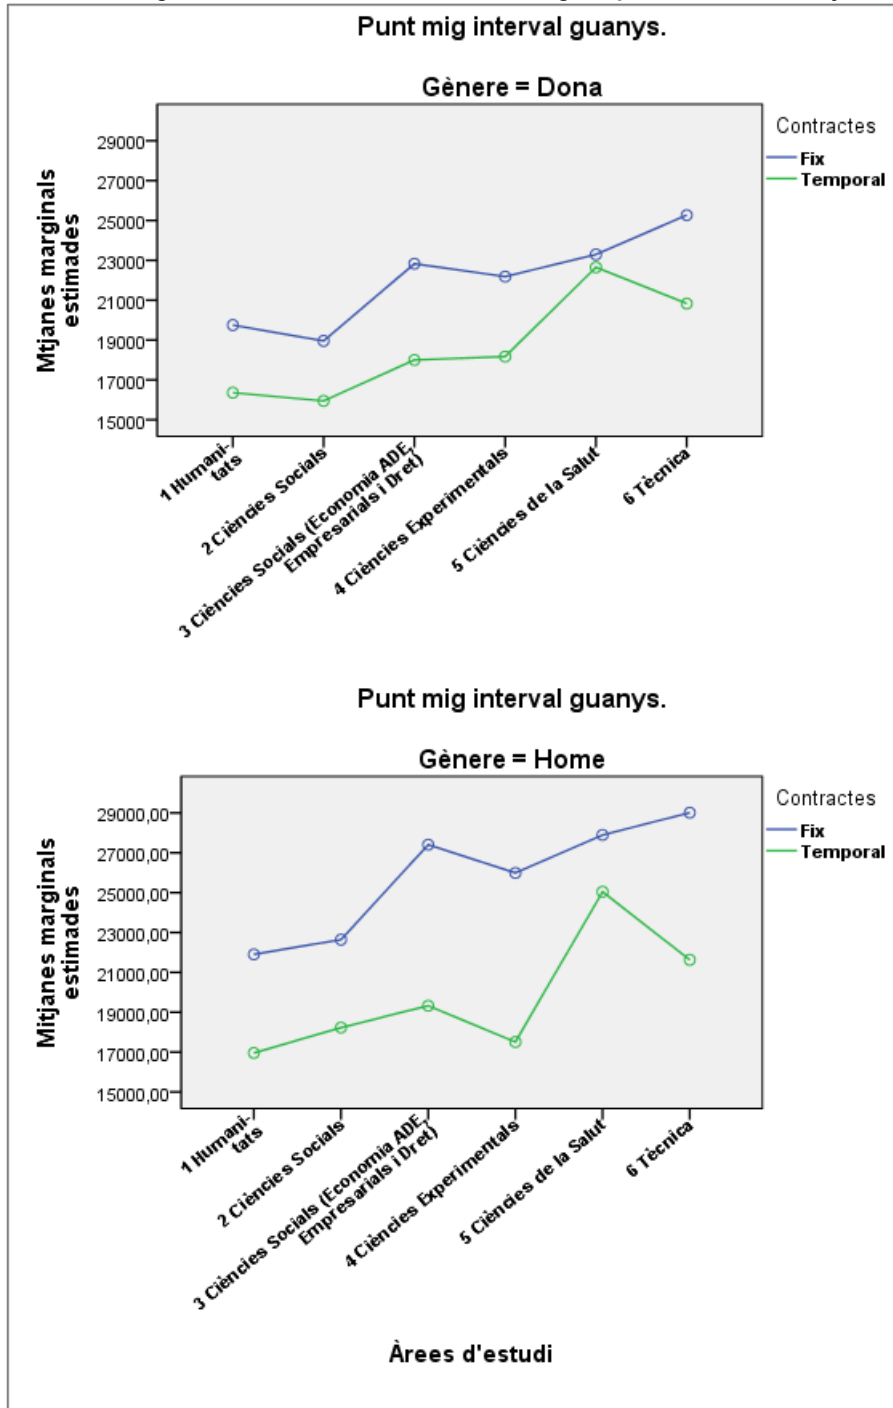 Punt mig interval guanys.
Gènere = Dona
Contractes
Fix
Temporal
Mtjanes marginals
estimades
29000
27000
25000
23000
21000
19000
17000
15000
1 Humani-
tats
2 Ciències Socials
3 Ciències Socials (Economia ADE,
Empresarials i Dret)
4 Ciències Experimentals
5 Ciències de la Salut
6 Tècnica
Punt mig interval guanys.
Gènere = Home
Contractes
Fix
Temporal
Mitjanes marginals
estimades
29000,00
27000,00
25000,00
23000,00
21000,00
19000,00
17000,00
15000,00
1 Humani-
tats
2 Ciències Socials
3 Ciències Socials (Economia ADE,
Empresarials i Dret)
4 Ciències Experimentals
5 Ciències de la Salut
6 Tècnica
Àrees d'estudi